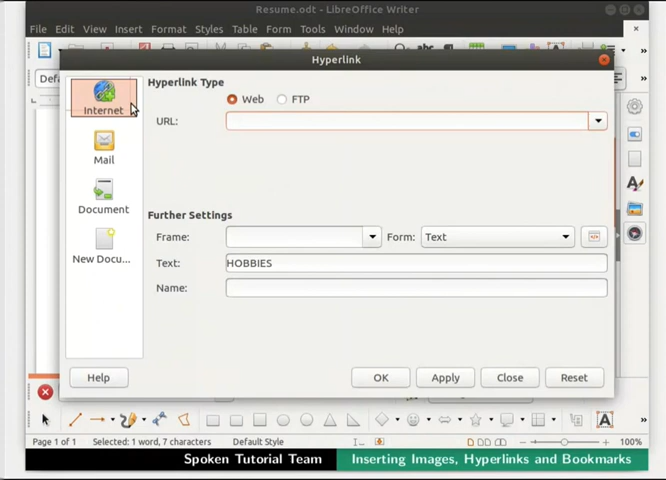 Resume.odt - LibreOffice Writer
File Edit View Insert Format Styles Table Form Tools Window Help
Hyperlink
Internet
Mail
Document
New Docu...
Hyperlink Type
Web FTP
URL:
Further Settings
Frame: Form: Text
Text: HOBBIES
Name:
Help OK Apply Close Reset
Page 1 of 1 Selected: 1 word, 7 characters Default Style 100%
Spoken Tutorial Team Inserting Images, Hyperlinks and Bookmarks